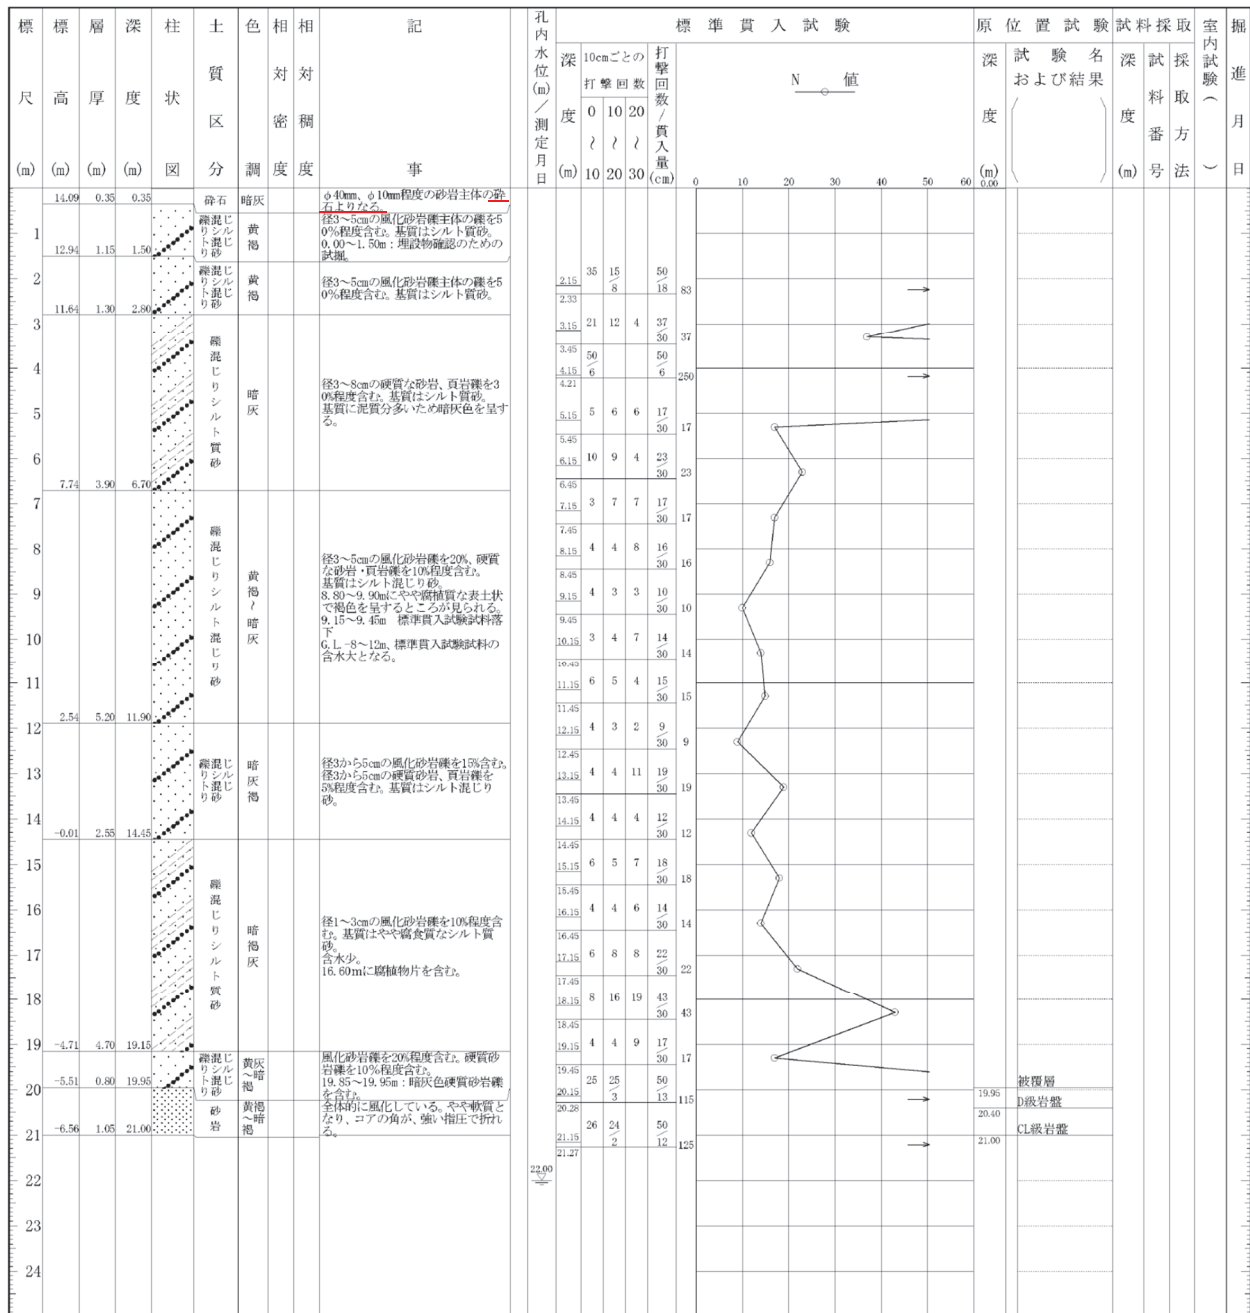 標尺(m) 標高(m) 層厚(m) 深度(m) 柱状図 土質区分 色調 相対密度 相対稠度 記事 孔内水位(m)／測定月日 標準貫入試験 原位置試験 試料採取 室内試験( ) 掘進月日
深度(m) 10cmごとの打撃回数 打撃回数／貫入量(cm) N 値 深度(m) 試験名および結果 深度(m) 試料番号 採取方法
0〜10 10〜20 20〜30
0 10 20 30 40 50 60 0.00
14.09 0.35 0.35 砕石 暗灰
φ40mm、φ10mm程度の砂岩主体の砕
石よりなる。
12.94 1.15 1.50 礫混じりシルト混じり砂 黄褐
径3〜5cmの風化砂岩礫主体の礫を5
0%程度含む。基質はシルト質砂。
0.00〜1.50m：埋設物確認のための
試掘。
11.64 1.30 2.80 礫混じりシルト混じり砂 黄褐
径3〜5cmの風化砂岩礫主体の礫を5
0%程度含む。基質はシルト質砂。
7.74 3.90 6.70 礫混じりシルト質砂 暗灰
径3〜8cmの硬質な砂岩、頁岩礫を3
0%程度含む。基質はシルト質砂。
基質に泥質分多いため暗灰色を呈す
る。
2.54 5.20 11.90 礫混じりシルト混じり砂 黄褐〜暗灰
径3〜5cmの風化砂岩礫を20%、硬質
な砂岩・頁岩礫を10%程度含む。
基質はシルト混じり砂。
8.80〜9.90mにやや腐植質な表土状
で褐色を呈するところが見られる。
9.15〜9.45m 標準貫入試験試料落
下
G.L.-8〜12m、標準貫入試験試料の
含水大となる。
-0.01 2.55 14.45 礫混じりシルト混じり砂 暗灰褐
径3から5cmの風化砂岩礫を15%含む。
径3から5cmの硬質砂岩、頁岩礫を
5%程度含む。基質はシルト混じり
砂。
-4.71 4.70 19.15 礫混じりシルト質砂 暗褐灰
径1〜3cmの風化砂岩礫を10%程度含
む。基質はやや腐食質なシルト質
砂。
含水少。
16.60mに腐植物片を含む。
-5.51 0.80 19.95 礫混じりシルト混じり砂 黄灰〜暗褐
風化砂岩礫を20%程度含む。硬質砂
岩礫を10%程度含む。
19.85〜19.95m：暗灰色硬質砂岩礫
を含む。
-6.56 1.05 21.00 砂岩 黄褐〜暗褐
全体的に風化している。やや軟質と
なり、コアの角が、強い指圧で折れ
る。
1
2
3
4
5
6
7
8
9
10
11
12
13
14
15
16
17
18
19
20
21
22
23
24
22.00
2.15 2.33 35 15/8 50/18 83
3.15 3.45 21 12 4 37/30 37
4.15 4.21 50/6 50/6 250
5.15 5.45 5 6 6 17/30 17
6.15 6.45 10 9 4 23/30 23
7.15 7.45 3 7 7 17/30 17
8.15 8.45 4 4 8 16/30 16
9.15 9.45 4 3 3 10/30 10
10.15 10.45 3 4 7 14/30 14
11.15 11.45 6 5 4 15/30 15
12.15 12.45 4 3 2 9/30 9
13.15 13.45 4 4 11 19/30 19
14.15 14.45 4 4 4 12/30 12
15.15 15.45 6 5 7 18/30 18
16.15 16.45 4 4 6 14/30 14
17.15 17.45 6 8 8 22/30 22
18.15 18.45 8 16 19 43/30 43
19.15 19.45 4 4 9 17/30 17
20.15 20.28 25 25/3 50/13 115
21.15 21.27 26 24/2 50/12 125
被覆層
19.95
D級岩盤
20.40
CL級岩盤
21.00